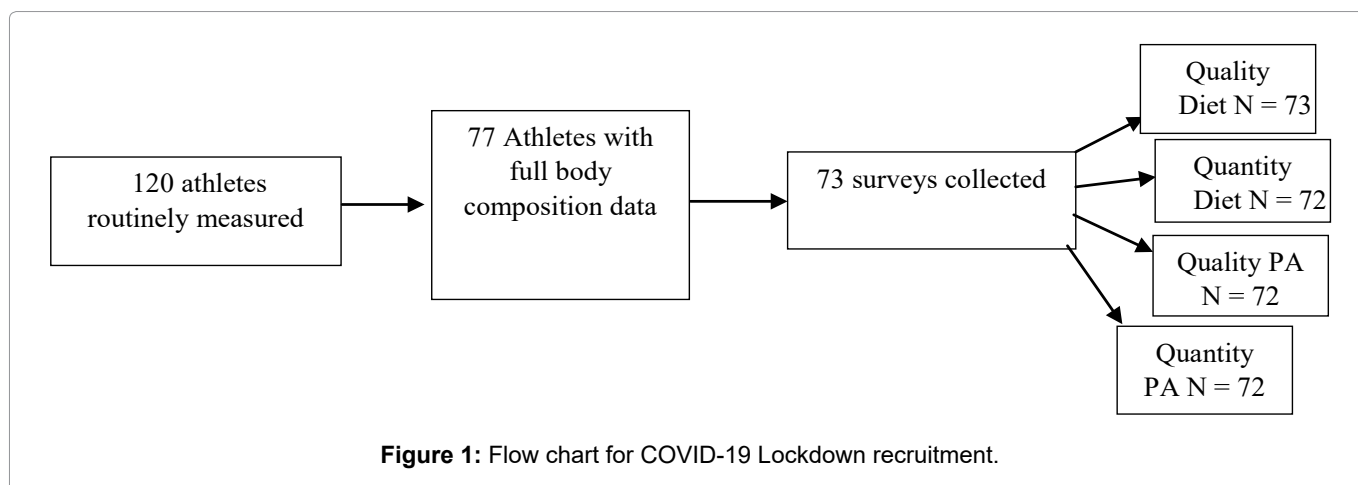 120 athletes
routinely measured
77 Athletes with
full body
composition data
73 surveys collected
Quality
Diet N = 73
Quantity
Diet N = 72
Quality PA
N = 72
Quantity
PA N = 72
Figure 1: Flow chart for COVID-19 Lockdown recruitment.